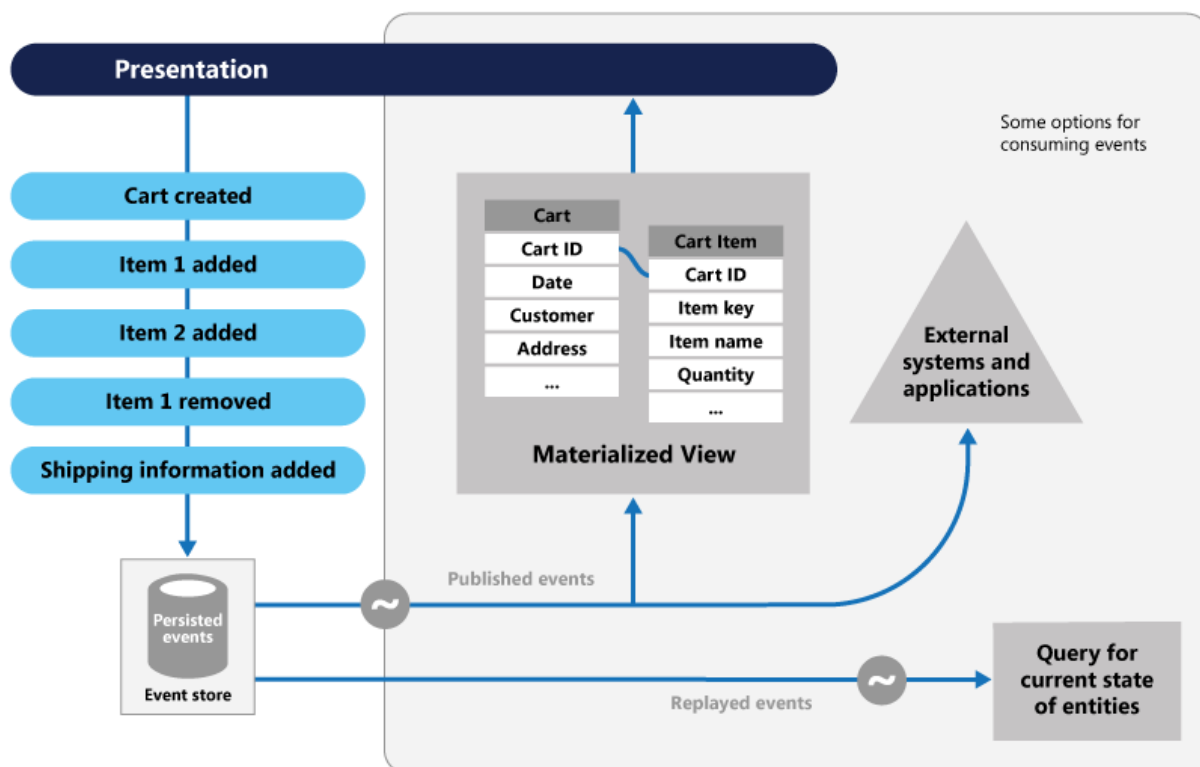 Presentation
Some options for
consuming events
Cart created
Item 1 added
Item 2 added
Item 1 removed
Shipping information added
Cart
Cart ID
Date
Customer
Address
...
Cart Item
Cart ID
Item key
Item name
Quantity
...
Materialized View
External
systems and
applications
Published events
~
Persisted
events
Event store
Replayed events
~
Query for
current state
of entities